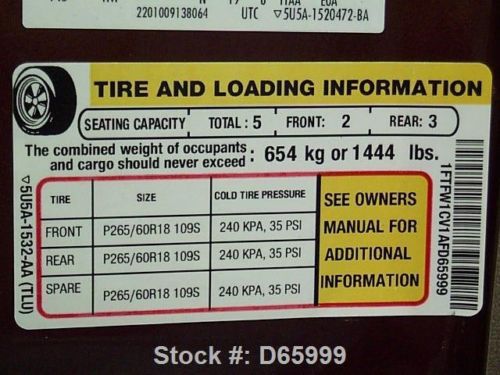 2201009138064 UTC ▽5U5A-1520472-BA
TIRE AND LOADING INFORMATION
SEATING CAPACITY TOTAL : 5 FRONT: 2 REAR: 3
The combined weight of occupants
and cargo should never exceed : 654 kg or 1444 lbs.
TIRE SIZE COLD TIRE PRESSURE
FRONT P265/60R18 109S 240 KPA, 35 PSI
REAR P265/60R18 109S 240 KPA, 35 PSI
SPARE P265/60R18 109S 240 KPA, 35 PSI
SEE OWNERS
MANUAL FOR
ADDITIONAL
INFORMATION
▽5U5A-1532-AA (TLU)
1FTFW1CV1AFD65999
Stock #: D65999